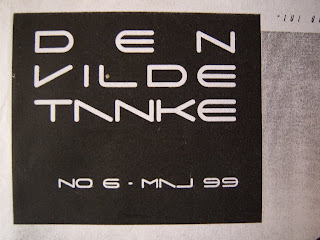 DEN
VILDE
TANKE
NO 6 - MAJ 99